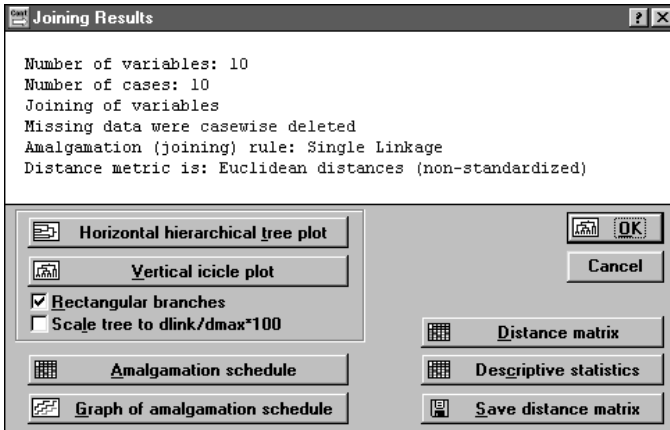 Cont
Joining Results
? X
Number of variables: 10
Number of cases: 10
Joining of variables
Missing data were casewise deleted
Amalgamation (joining) rule: Single Linkage
Distance metric is: Euclidean distances (non-standardized)
Horizontal hierarchical tree plot
OK
Vertical icicle plot
Cancel
Rectangular branches
Scale tree to dlink/dmax*100
Distance matrix
Amalgamation schedule
Descriptive statistics
Graph of amalgamation schedule
Save distance matrix